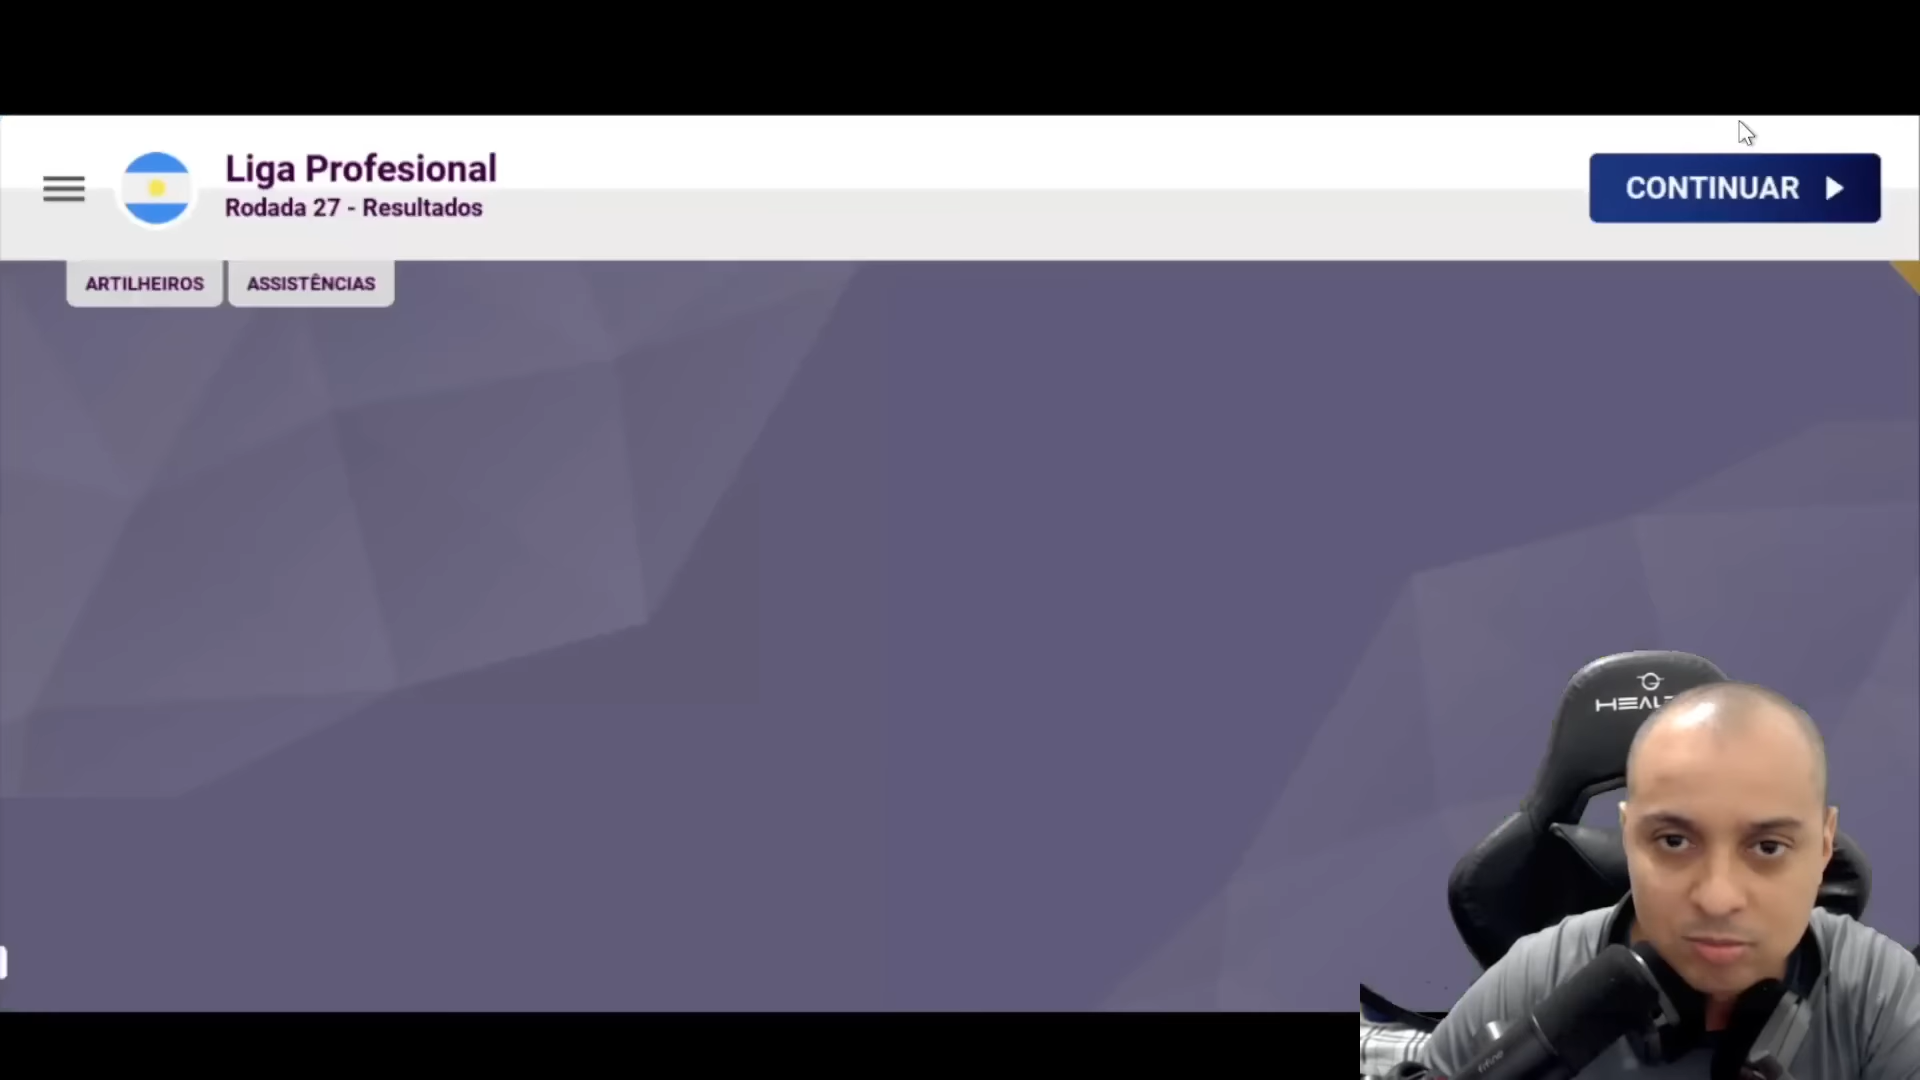 Liga Profesional
Rodada 27 - Resultados
CONTINUAR
ARTILHEIROS
ASSISTÊNCIAS